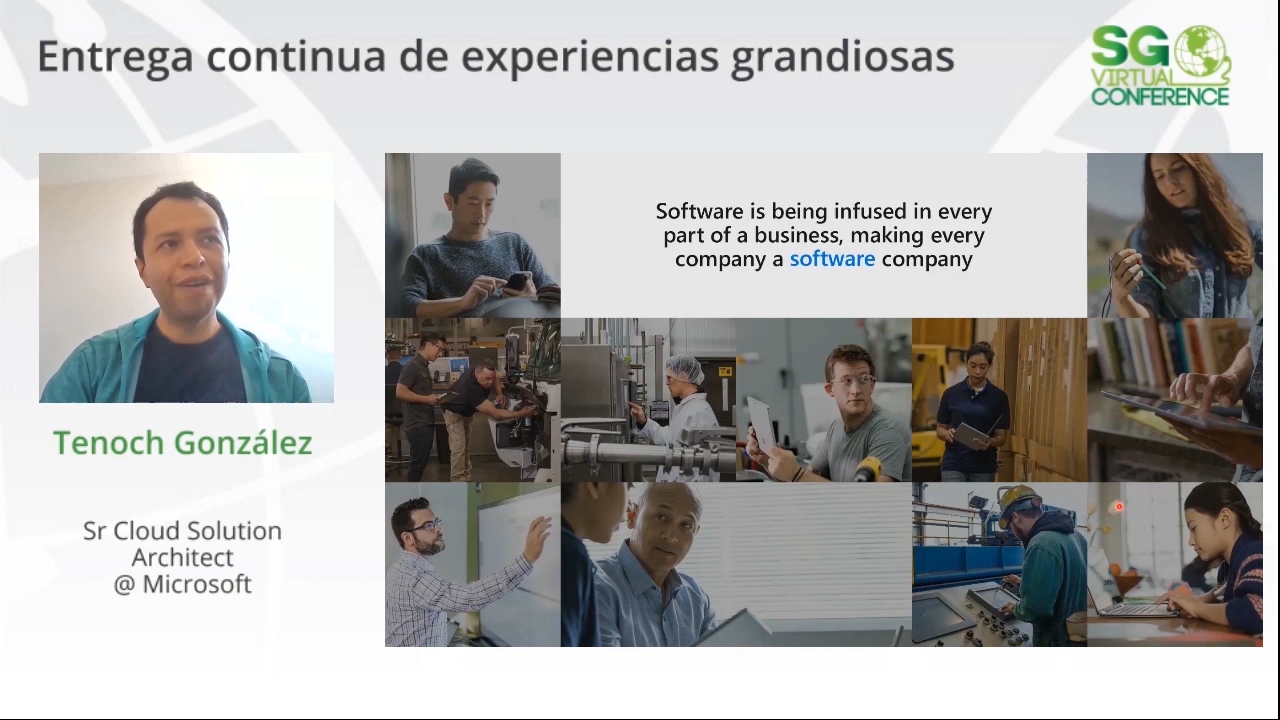 Entrega continua de experiencias grandiosas
SG
VIRTUAL
CONFERENCE
Software is being infused in every
part of a business, making every
company a software company
Tenoch González
Sr Cloud Solution
Architect
@ Microsoft